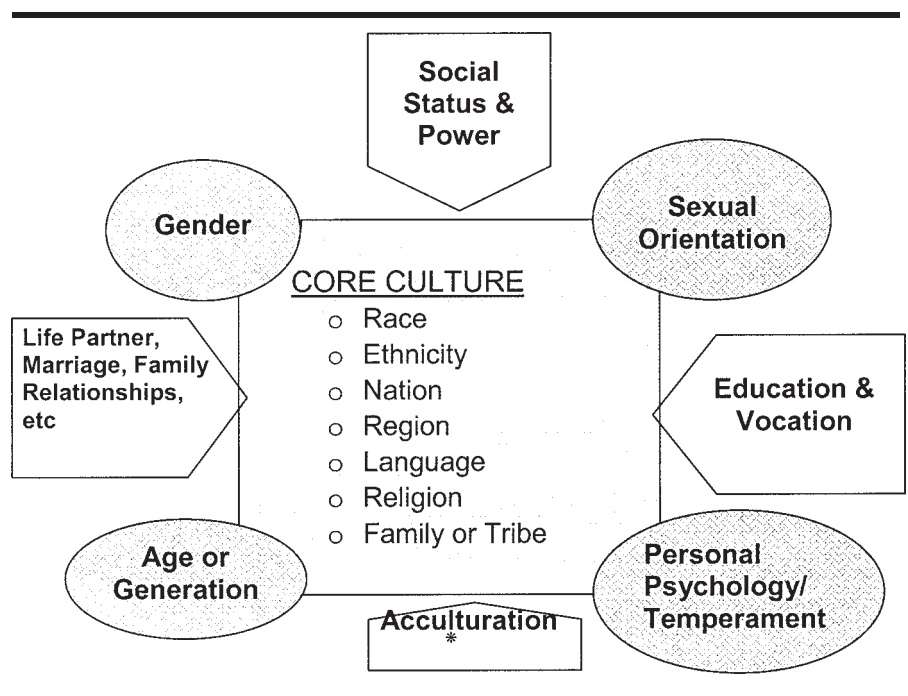 Social
Status &
Power
Gender
Sexual
Orientation
CORE CULTURE
o Race
o Ethnicity
o Nation
o Region
o Language
o Religion
o Family or Tribe
Life Partner,
Marriage, Family
Relationships,
etc
Education &
Vocation
Age or
Generation
Personal
Psychology/
Temperament
Acculturation
*